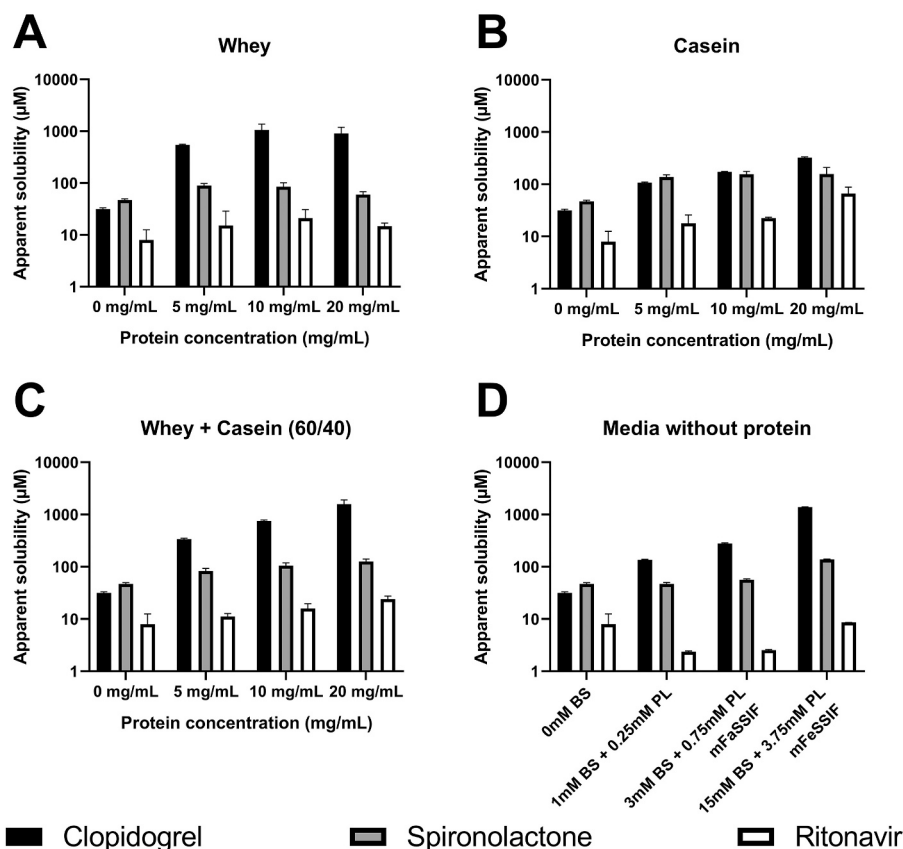 A
Whey
Apparent solubility (µM)
10000
1000
100
10
1
0 mg/mL 5 mg/mL 10 mg/mL 20 mg/mL
Protein concentration (mg/mL)
B
Casein
Apparent solubility (µM)
10000
1000
100
10
1
0 mg/mL 5 mg/mL 10 mg/mL 20 mg/mL
Protein concentration (mg/mL)
C
Whey + Casein (60/40)
Apparent solubility (µM)
10000
1000
100
10
1
0 mg/mL 5 mg/mL 10 mg/mL 20 mg/mL
Protein concentration (mg/mL)
D
Media without protein
Apparent solubility (µM)
10000
1000
100
10
1
0mM BS
1mM BS + 0.25mM PL
3mM BS + 0.75mM PL
mFaSSIF
15mM BS + 3.75mM PL
mFeSSIF
Clopidogrel Spironolactone Ritonavir